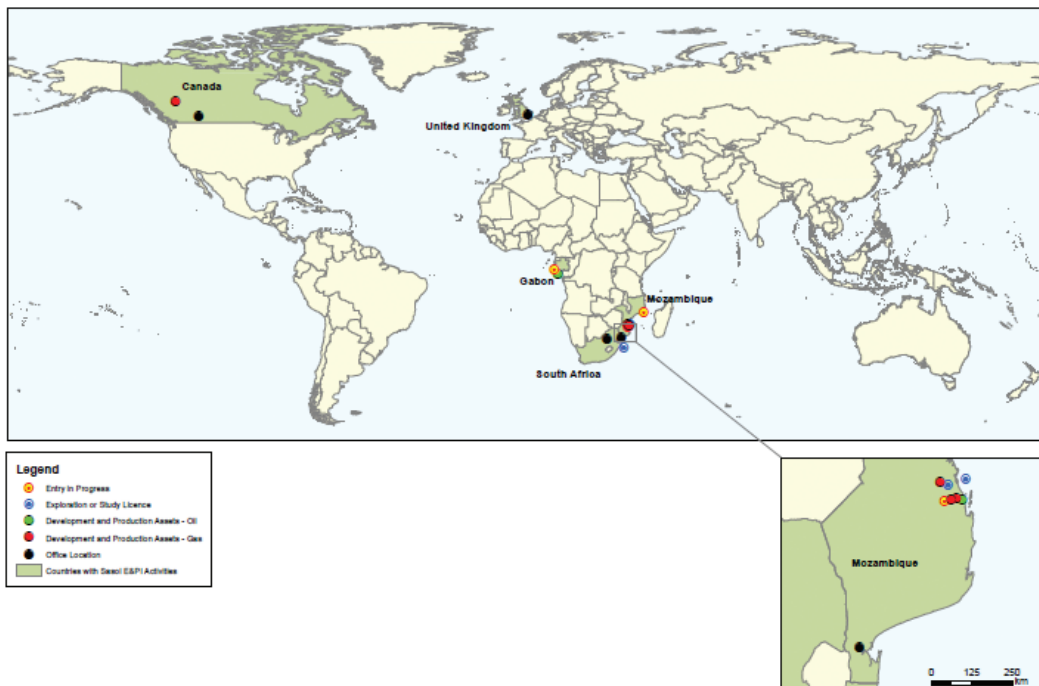 Canada
United Kingdom
Gabon
Mozambique
South Africa
Legend
Entry in Progress
Exploration or Study Licence
Development and Production Assets - Oil
Development and Production Assets - Gas
Office Location
Countries with Sasol E&PI Activities
Mozambique
0 125 250
km